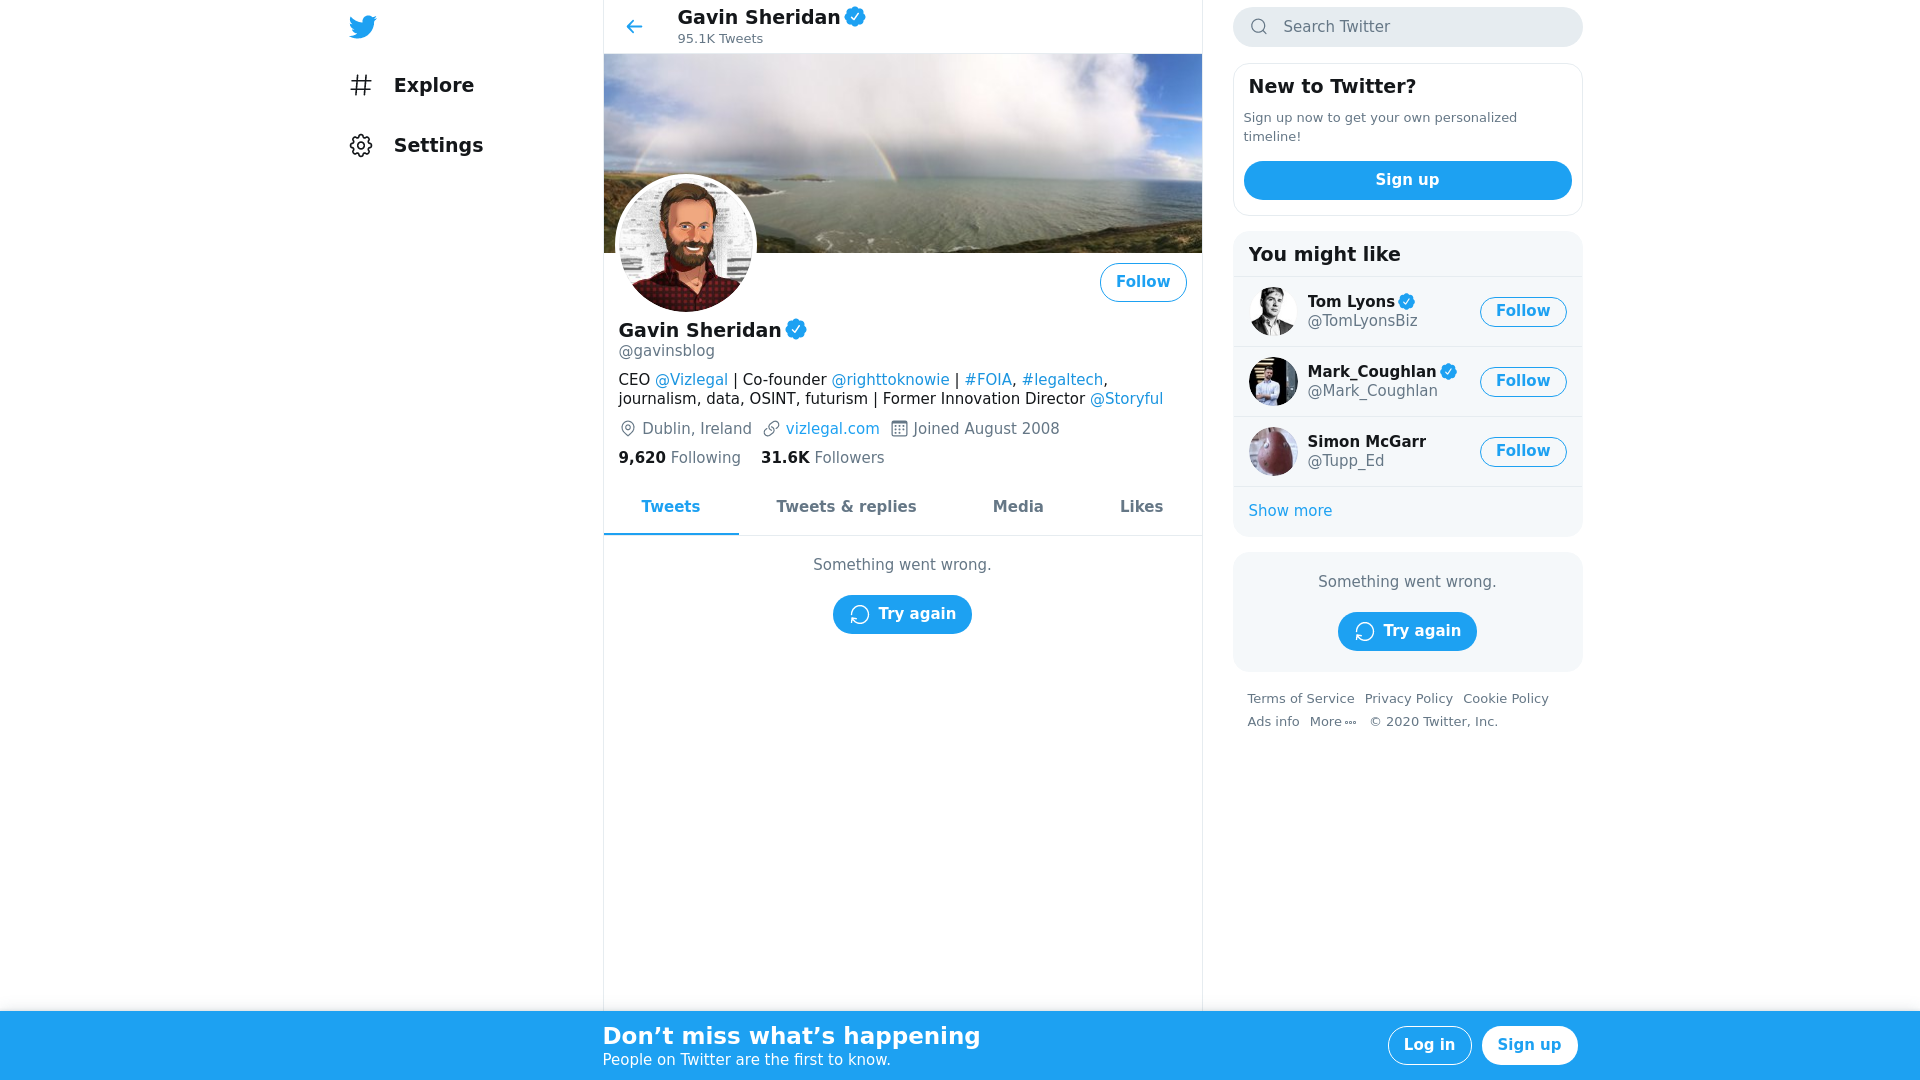 Explore
Settings
Gavin Sheridan
95.1K Tweets
Follow
Gavin Sheridan
@gavinsblog
CEO @Vizlegal | Co-founder @righttoknowie | #FOIA, #legaltech,
journalism, data, OSINT, futurism | Former Innovation Director @Storyful
Dublin, Ireland vizlegal.com Joined August 2008
9,620 Following 31.6K Followers
Tweets Tweets & replies Media Likes
Something went wrong.
Try again
Search Twitter
New to Twitter?
Sign up now to get your own personalized
timeline!
Sign up
You might like
Tom Lyons
@TomLyonsBiz
Follow
Mark_Coughlan
@Mark_Coughlan
Follow
Simon McGarr
@Tupp_Ed
Follow
Show more
Something went wrong.
Try again
Terms of Service Privacy Policy Cookie Policy
Ads info More © 2020 Twitter, Inc.
Don’t miss what’s happening
People on Twitter are the first to know.
Log in
Sign up